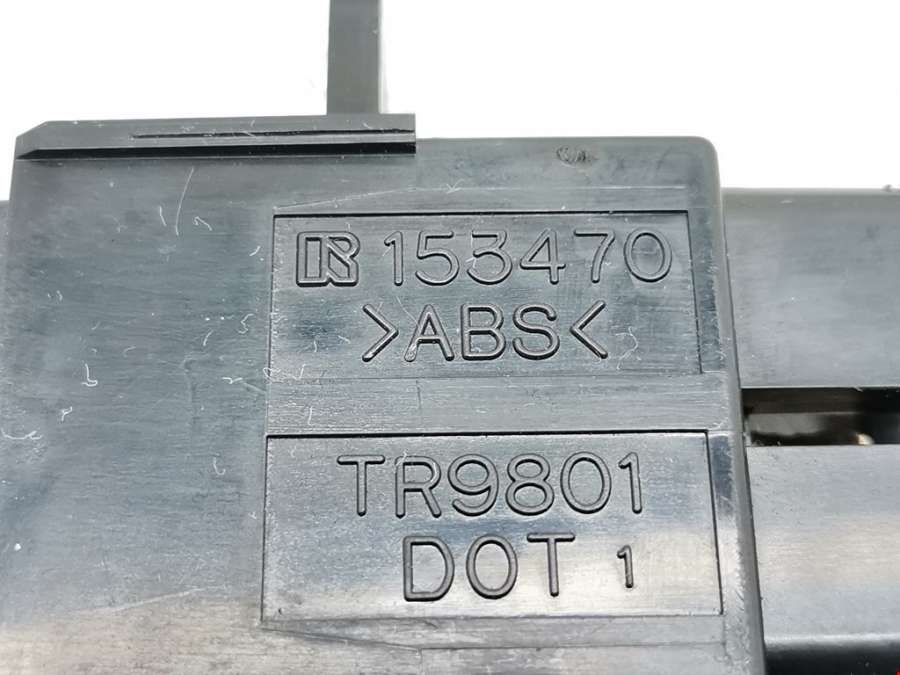 R 153470
>ABS<
TR9801
DOT 1